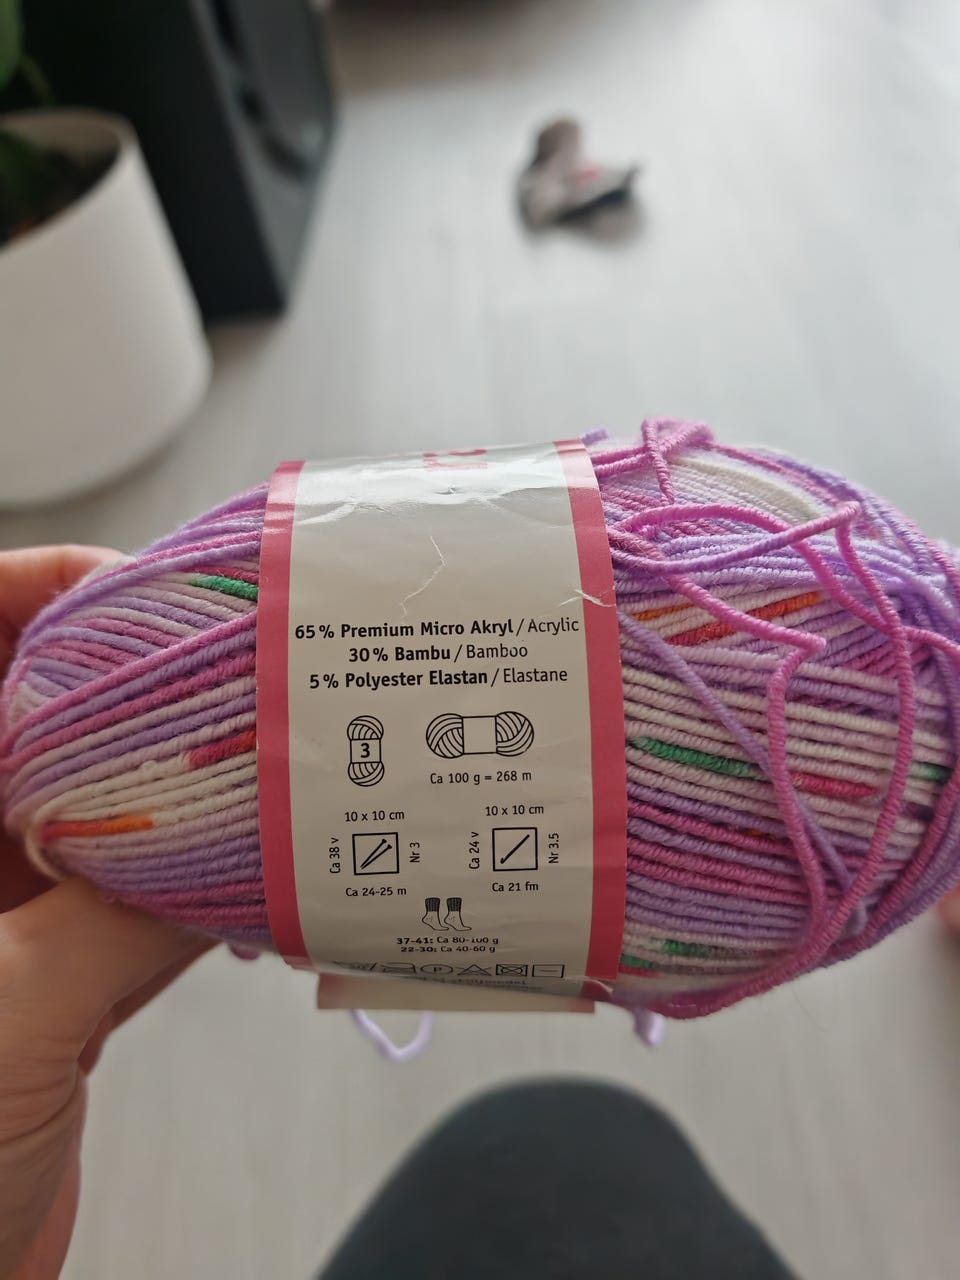 65% Premium Micro Akryl / Acrylic
30% Bambu / Bamboo
5% Polyester Elastan / Elastane
3
Ca 100 g = 268 m
10 x 10 cm
Ca 38 v
Nr 3
Ca 24-25 m
10 x 10 cm
Ca 24 v
Nr 3.5
Ca 21 fm
37-41: Ca 80-100 g
22-30: Ca 40-60 g
P